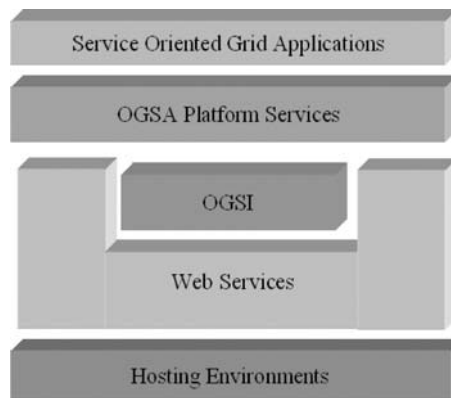 Service Oriented Grid Applications
OGSA Platform Services
OGSI
Web Services
Hosting Environments